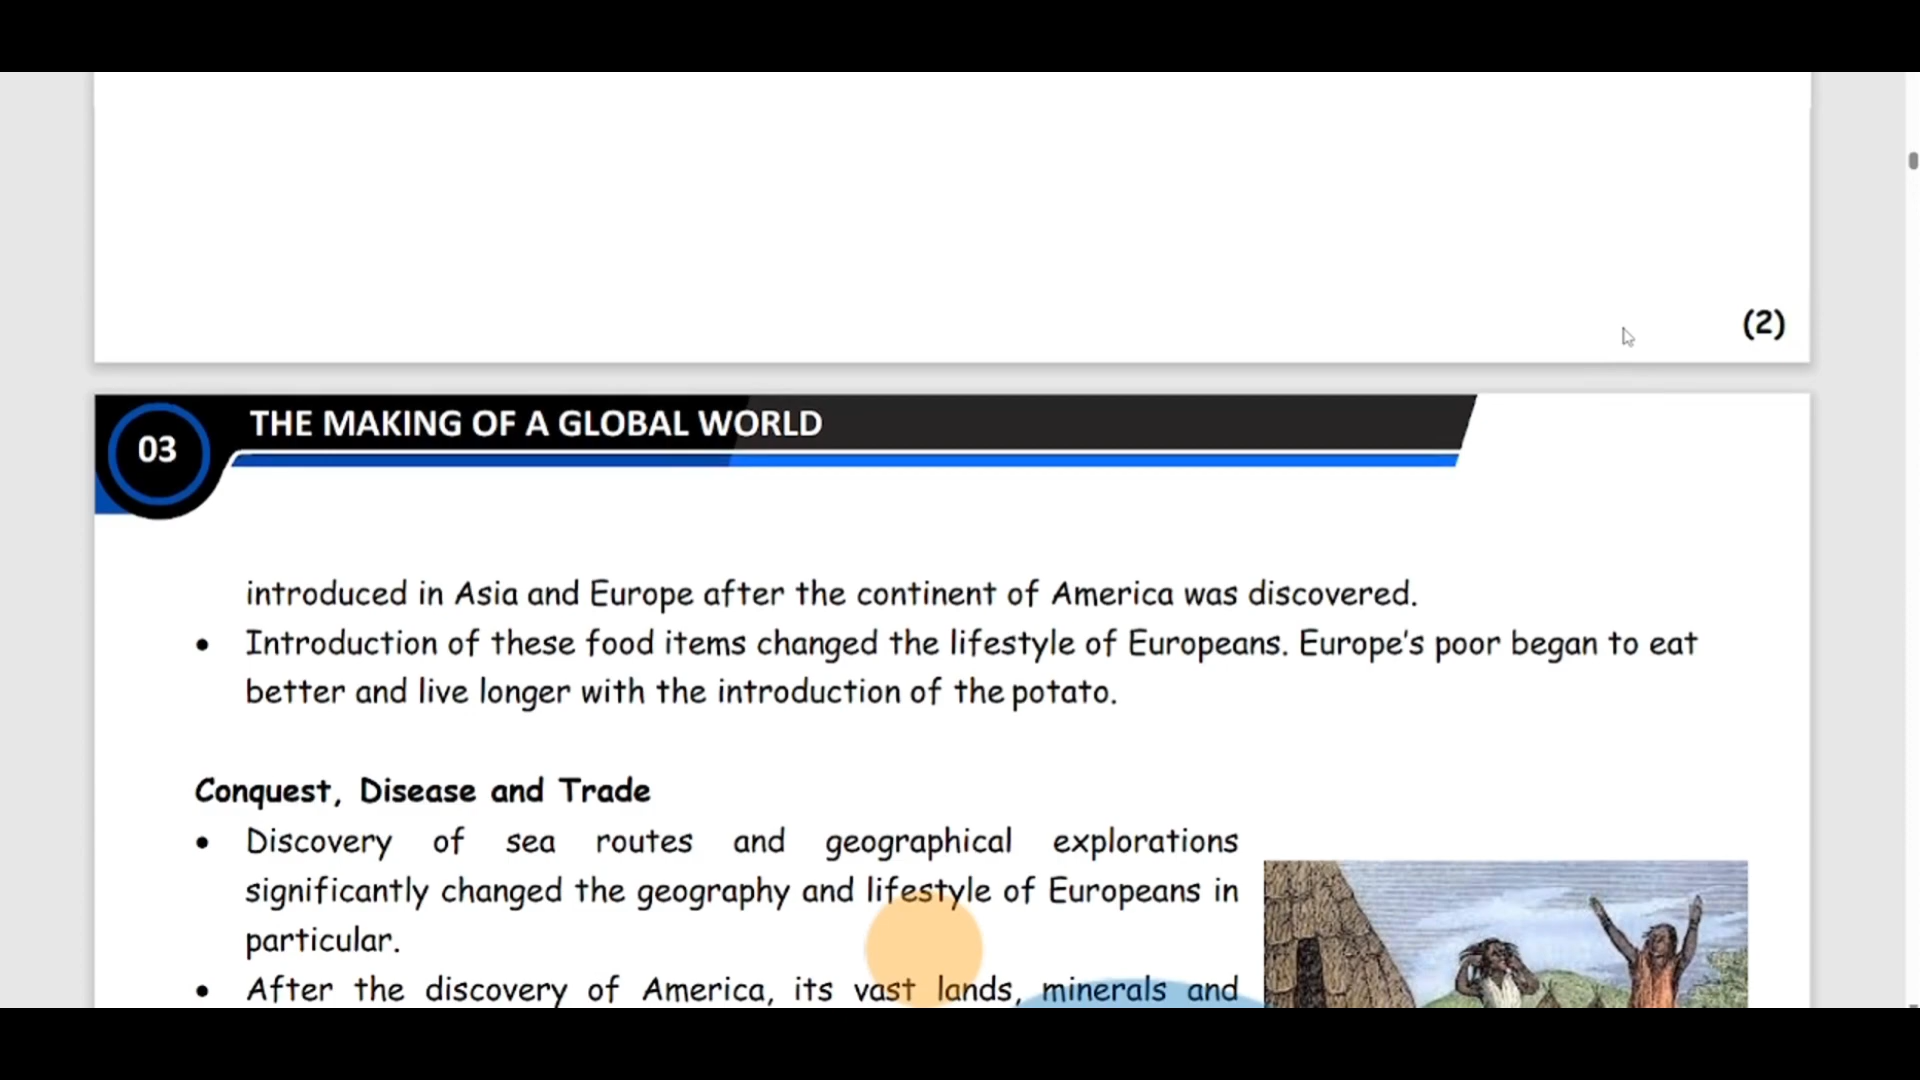 (2)
03
THE MAKING OF A GLOBAL WORLD
introduced in Asia and Europe after the continent of America was discovered.
• Introduction of these food items changed the lifestyle of Europeans. Europe's poor began to eat
better and live longer with the introduction of the potato.
Conquest, Disease and Trade
• Discovery of sea routes and geographical explorations
significantly changed the geography and lifestyle of Europeans in
particular.
• After the discovery of America, its vast lands, minerals and